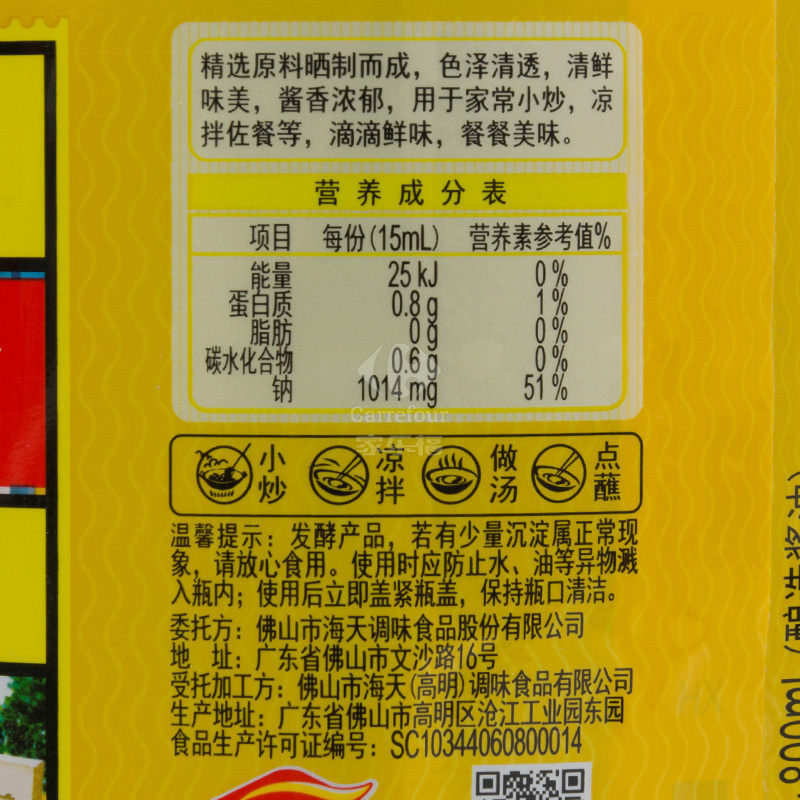 精选原料晒制而成，色泽清透，清鲜
味美，酱香浓郁，用于家常小炒，凉
拌佐餐等，滴滴鲜味，餐餐美味。
营养成分表
项目 每份(15mL) 营养素参考值%
能量 25 kJ 0%
蛋白质 0.8 g 1%
脂肪 0 g 0%
碳水化合物 0.6 g 0%
钠 1014 mg 51%
Carrefour
家乐福
小炒 凉拌 做汤 点蘸
温馨提示：发酵产品，若有少量沉淀属正常现
象，请放心食用。使用时应防止水、油等异物溅
入瓶内；使用后立即盖紧瓶盖，保持瓶口清洁。
委托方：佛山市海天调味食品股份有限公司
地 址：广东省佛山市文沙路16号
受托加工方：佛山市海天(高明)调味食品有限公司
生产地址：广东省佛山市高明区沧江工业园东园
食品生产许可证编号：SC10344060800014
800ml (酿造酱油)